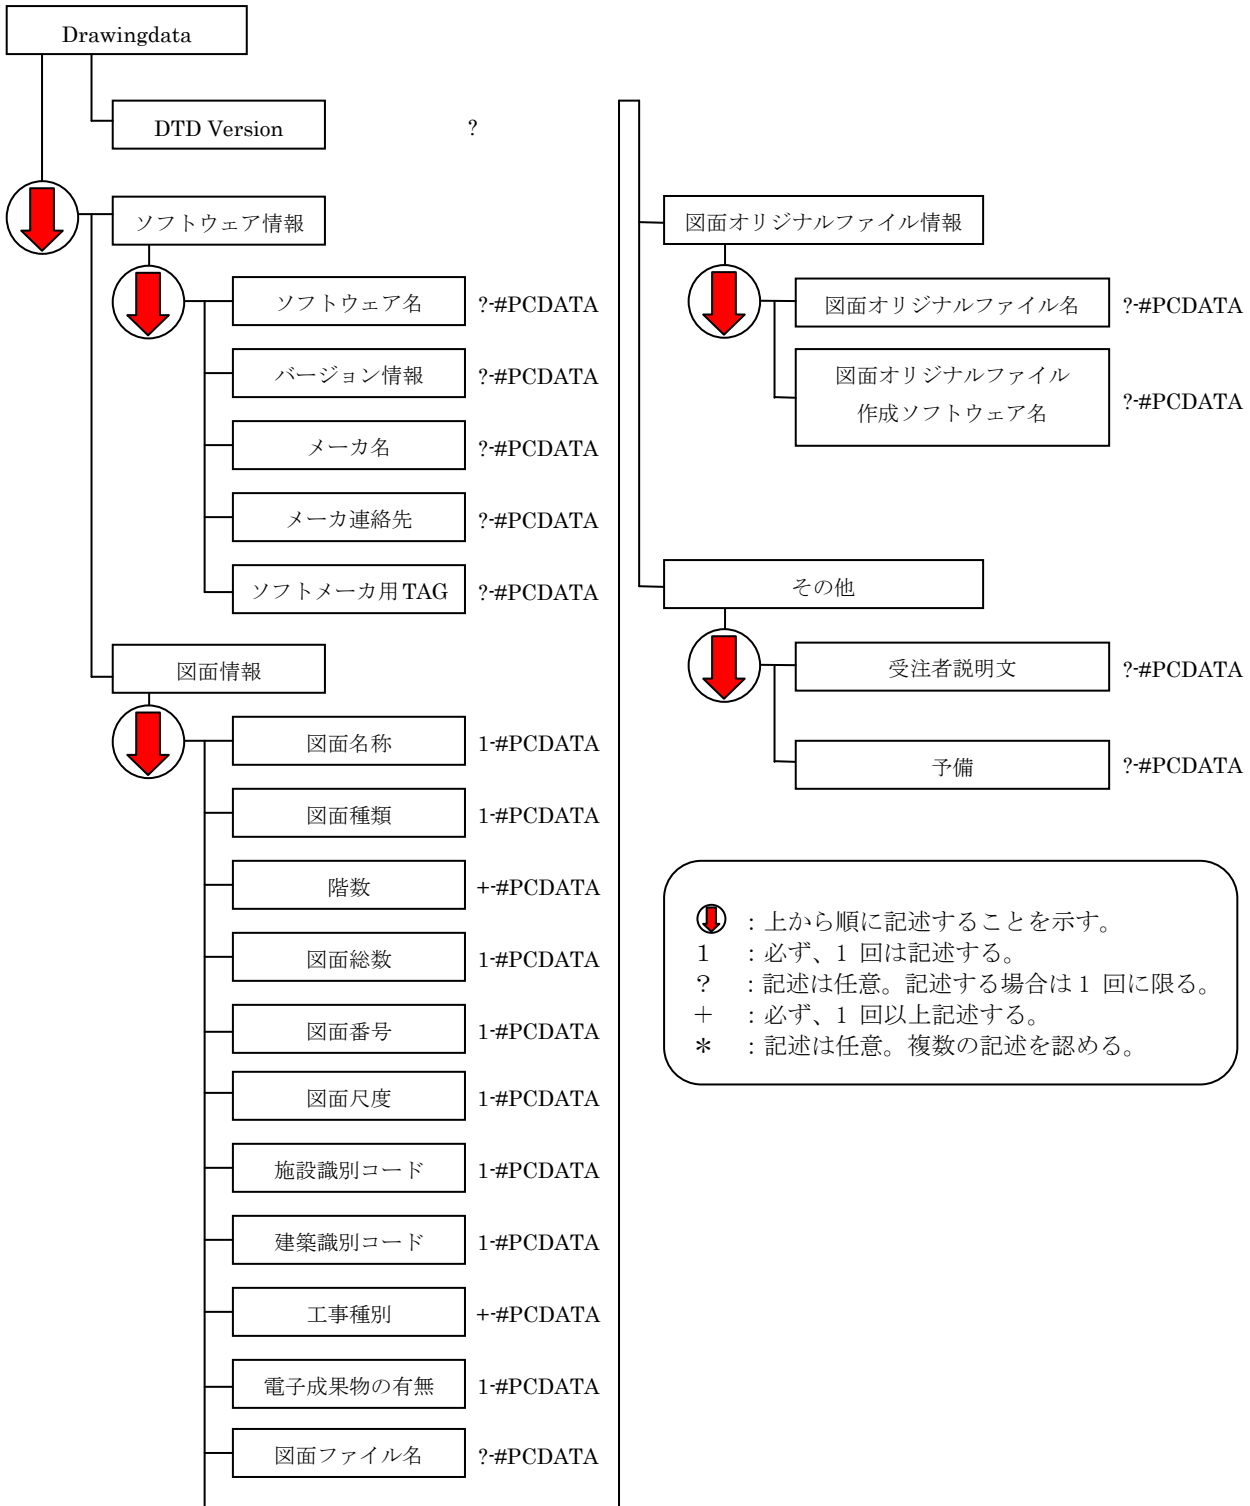 Drawingdata
DTD Version
?
ソフトウェア情報
ソフトウェア名
?-#PCDATA
バージョン情報
?-#PCDATA
メーカ名
?-#PCDATA
メーカ連絡先
?-#PCDATA
ソフトメーカ用 TAG
?-#PCDATA
図面情報
図面名称
1-#PCDATA
図面種類
1-#PCDATA
階数
+-#PCDATA
図面総数
1-#PCDATA
図面番号
1-#PCDATA
図面尺度
1-#PCDATA
施設識別コード
1-#PCDATA
建築識別コード
1-#PCDATA
工事種別
+-#PCDATA
電子成果物の有無
1-#PCDATA
図面ファイル名
?-#PCDATA
図面オリジナルファイル情報
図面オリジナルファイル名
?-#PCDATA
図面オリジナルファイル
作成ソフトウェア名
?-#PCDATA
その他
受注者説明文
?-#PCDATA
予備
?-#PCDATA
：上から順に記述することを示す。
1 ：必ず、1 回は記述する。
? ：記述は任意。記述する場合は 1 回に限る。
＋ ：必ず、1 回以上記述する。
＊ ：記述は任意。複数の記述を認める。